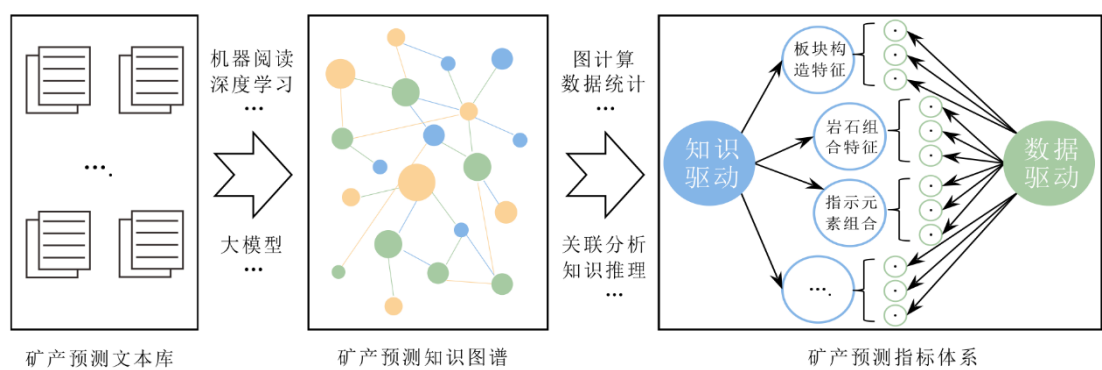 机器阅读
深度学习
…
大模型
…
….
矿产预测文本库
矿产预测知识图谱
图计算
数据统计
…
关联分析
知识推理
…
知识
驱动
板块构
造特征
岩石组
合特征
指示元
素组合
….
数据
驱动
矿产预测指标体系